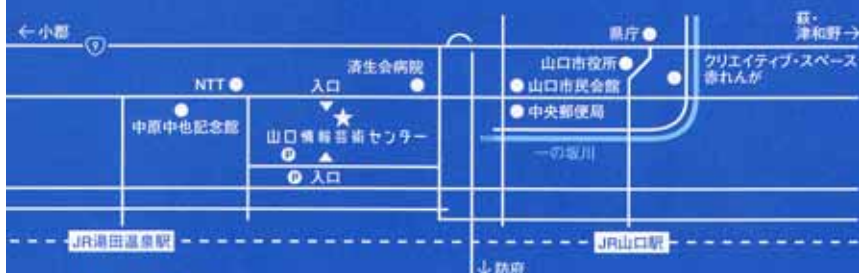 ←小郡
9
県庁
萩・
津和野→
済生会病院
山口市役所
クリエイティブ・スペース
赤れんが
NTT
入口
山口市民会館
中原中也記念館
中央郵便局
山口情報芸術センター
P
一の坂川
P 入口
JR湯田温泉駅
JR山口駅
↓防府